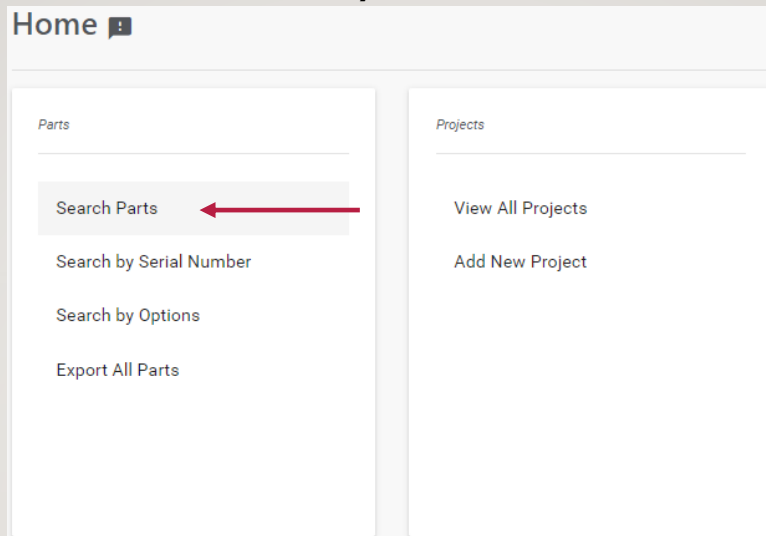 Home
Parts
Search Parts
Search by Serial Number
Search by Options
Export All Parts
Projects
View All Projects
Add New Project